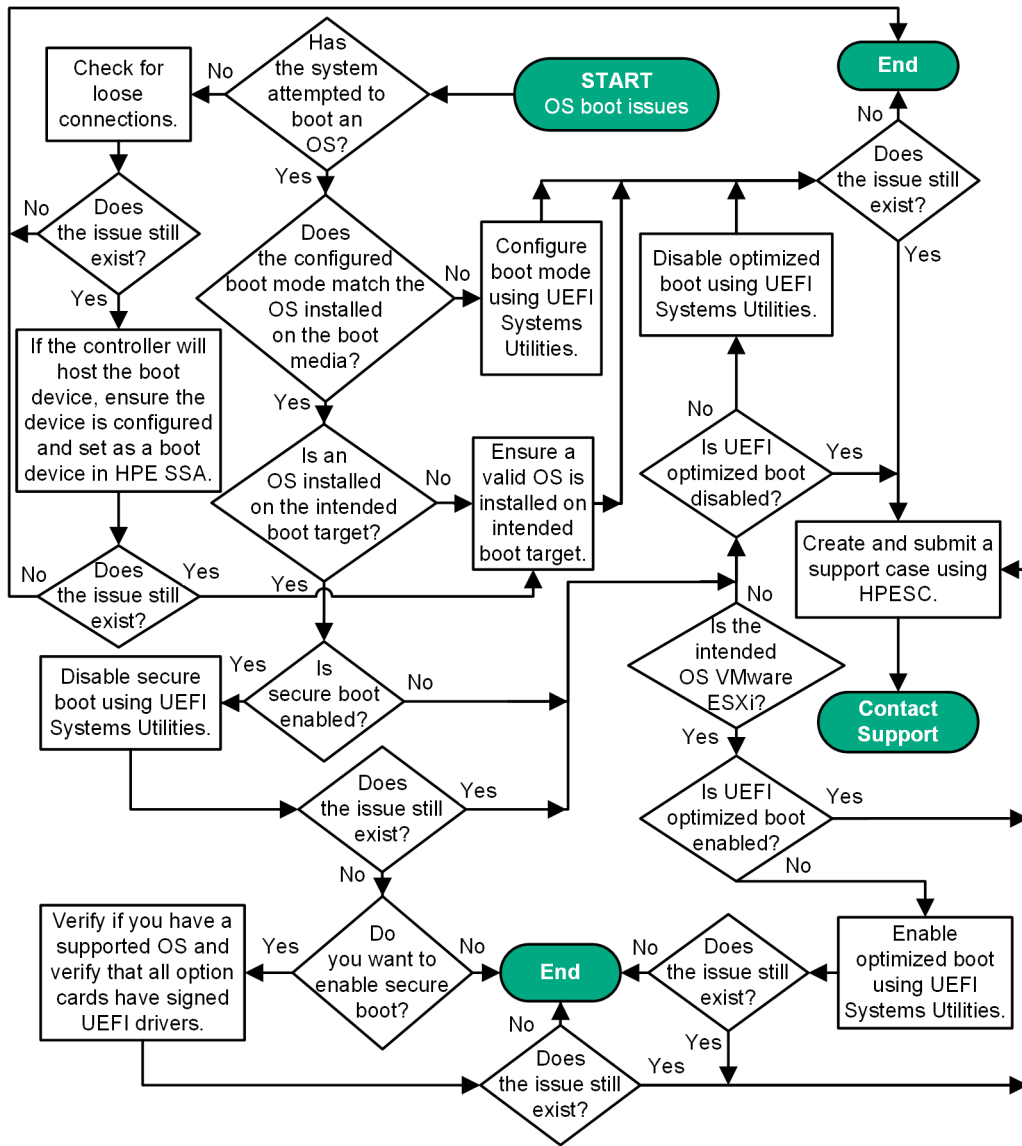 Has
the system
attempted to
boot an
OS?
No
Check for
loose
connections.
START
OS boot issues
End
No
Does
the issue still
exist?
Yes
Yes
No
Does
the issue still
exist?
Yes
Does
the configured
boot mode match the
OS installed
on the boot
media?
No
Configure
boot mode
using UEFI
Systems
Utilities.
Disable optimized
boot using UEFI
Systems Utilities.
If the controller will
host the boot
device, ensure the
device is configured
and set as a boot
device in HPE SSA.
Yes
Is an
OS installed
on the intended
boot target?
No
Ensure a
valid OS is
installed on
intended
boot target.
No
Is UEFI
optimized boot
disabled?
Yes
Create and submit a
support case using
HPESC.
No
Does
the issue still
exist?
Yes
Yes
No
Is the
intended
OS VMware
ESXi?
Yes
Contact
Support
Disable secure
boot using UEFI
Systems Utilities.
Yes
Is
secure boot
enabled?
No
Does
the issue still
exist?
Yes
No
Is UEFI
optimized boot
enabled?
Yes
No
Verify if you have a
supported OS and
verify that all option
cards have signed
UEFI drivers.
Yes
Do
you want to
enable secure
boot?
No
End
No
Does
the issue still
exist?
Yes
Enable
optimized boot
using UEFI
Systems Utilities.
No
Does
the issue still
exist?
Yes